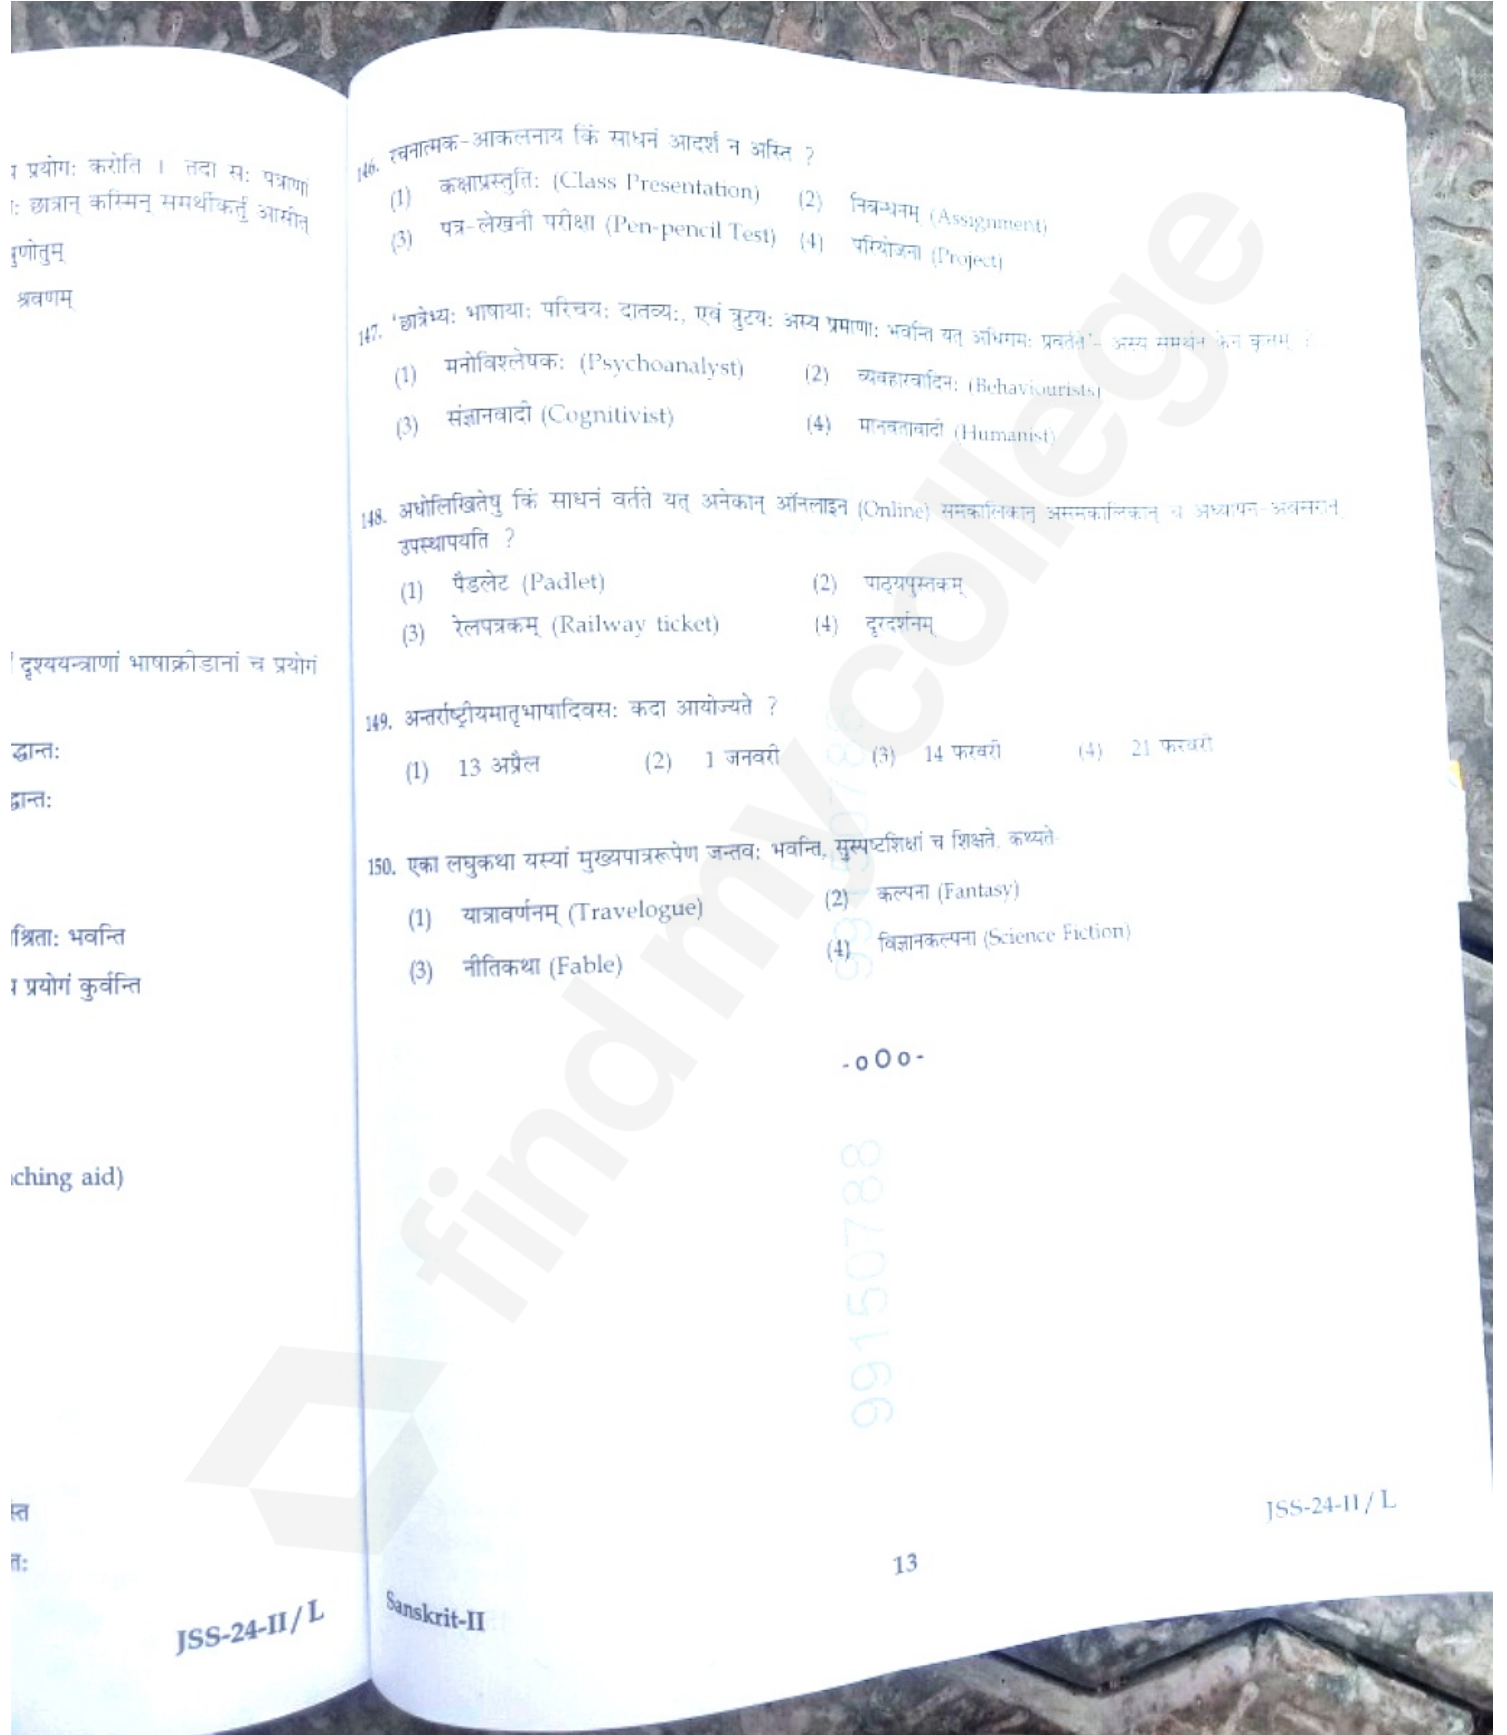 प्रयोग: करोति । तदा स: पत्राणां
छात्रान् कस्मिन् समर्थीकर्तुं आसीत्
श्रवणम्
दृश्ययन्त्राणां भाषाक्रीडानां च प्रयोगं
भवन्ति
प्रयोगं कुर्वन्ति
aid)
JSS-24-II/L
146. रचनात्मक-आकलनाय किं साधनं आदर्शं न अस्ति ?
(1) कक्षाप्रस्तुति: (Class Presentation) (2) निबन्धनम् (Assignment)
(3) पत्र-लेखनी परीक्षा (Pen-pencil Test) (4) परियोजना (Project)
147. 'छात्रेभ्य: भाषाया: परिचय: दातव्य:, एवं त्रुटय: अस्य प्रमाणा: भवन्ति यत् अधिगम: प्रवर्तते'- अस्य समर्थनं केन कृतम् ?
(1) मनोविश्लेषक: (Psychoanalyst) (2) व्यवहारवादिन: (Behaviourists)
(3) संज्ञानवादी (Cognitivist) (4) मानवतावादी (Humanist)
148. अधोलिखितेषु किं साधनं वर्तते यत् अनेकान् ऑनलाइन (Online) समकालिकान् असमकालिकान् च अध्यापन-अवसरान्
उपस्थापयति ?
(1) पैडलेट (Padlet) (2) पाठ्यपुस्तकम्
(3) रेलपत्रकम् (Railway ticket) (4) दूरदर्शनम्
149. अन्तर्राष्ट्रीयमातृभाषादिवस: कदा आयोज्यते ?
(1) 13 अप्रैल (2) 1 जनवरी (3) 14 फरवरी (4) 21 फरवरी
150. एका लघुकथा यस्यां मुख्यपात्ररूपेण जन्तव: भवन्ति, सुस्पष्टशिक्षां च शिक्षते, कथ्यते-
(1) यात्रावर्णनम् (Travelogue) (2) कल्पना (Fantasy)
(3) नीतिकथा (Fable) (4) विज्ञानकल्पना (Science Fiction)
-oOo-
99150788
99150788
JSS-24-II/L
13
Sanskrit-II
find my college